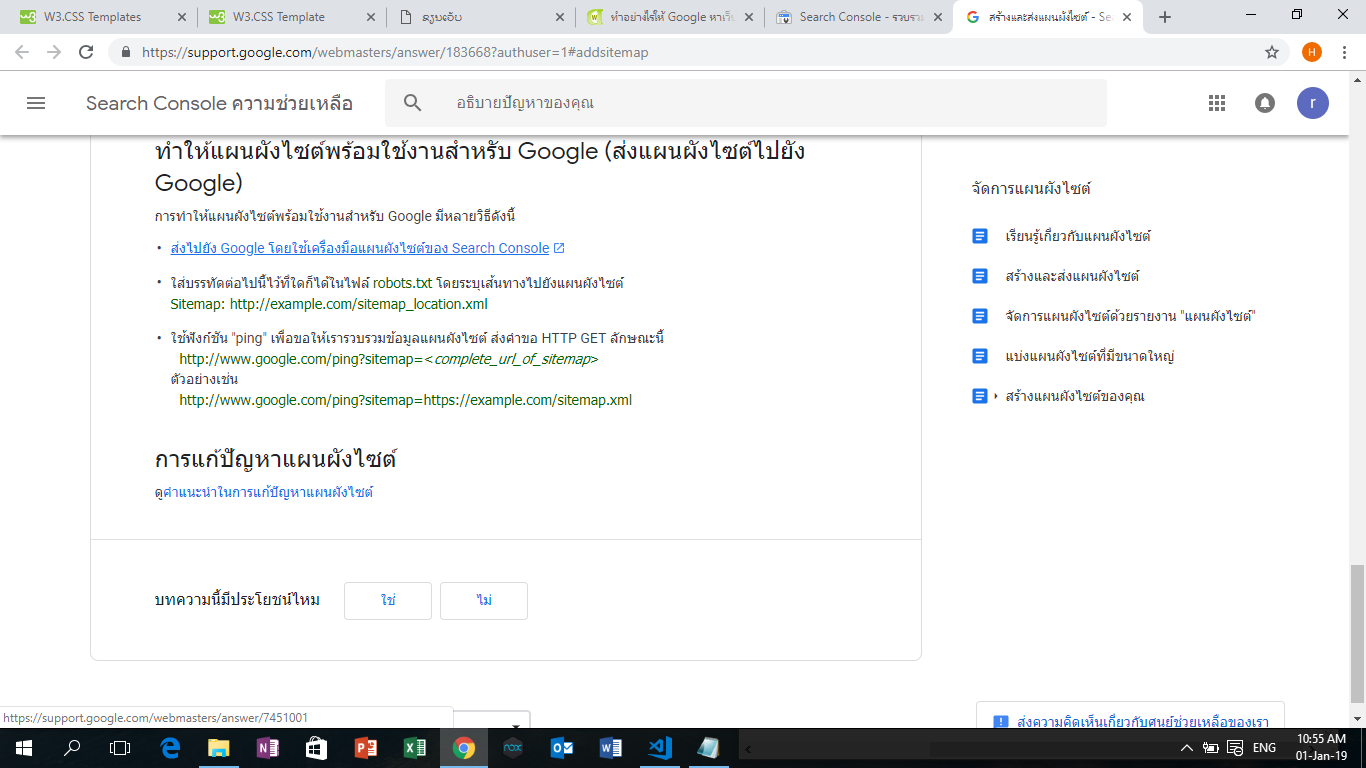 W3.CSS Templates
W3.CSS Template
ຂຽນເວັບ
ทำอย่างไรให้ Google หาเว็บ
Search Console - รวบรวม
สร้างและส่งแผนผังไซต์ - Sea
https://support.google.com/webmasters/answer/183668?authuser=1#addsitemap
H
Search Console ความช่วยเหลือ
อธิบายปัญหาของคุณ
r
ทำให้แผนผังไซต์พร้อมใช้งานสำหรับ Google (ส่งแผนผังไซต์ไปยัง
Google)
การทำให้แผนผังไซต์พร้อมใช้งานสำหรับ Google มีหลายวิธีดังนี้
• ส่งไปยัง Google โดยใช้เครื่องมือแผนผังไซต์ของ Search Console
• ใส่บรรทัดต่อไปนี้ไว้ที่ใดก็ได้ในไฟล์ robots.txt โดยระบุเส้นทางไปยังแผนผังไซต์
Sitemap: http://example.com/sitemap_location.xml
• ใช้ฟังก์ชัน "ping" เพื่อขอให้เรารวบรวมข้อมูลแผนผังไซต์ ส่งคำขอ HTTP GET ลักษณะนี้
http://www.google.com/ping?sitemap=<complete_url_of_sitemap>
ตัวอย่างเช่น
http://www.google.com/ping?sitemap=https://example.com/sitemap.xml
การแก้ปัญหาแผนผังไซต์
ดูคำแนะนำในการแก้ปัญหาแผนผังไซต์
บทความนี้มีประโยชน์ไหม
ใช่
ไม่
จัดการแผนผังไซต์
เรียนรู้เกี่ยวกับแผนผังไซต์
สร้างและส่งแผนผังไซต์
จัดการแผนผังไซต์ด้วยรายงาน "แผนผังไซต์"
แบ่งแผนผังไซต์ที่มีขนาดใหญ่
สร้างแผนผังไซต์ของคุณ
ส่งความคิดเห็นเกี่ยวกับศูนย์ช่วยเหลือของเรา
https://support.google.com/webmasters/answer/7451001
ENG
10:55 AM
01-Jan-19